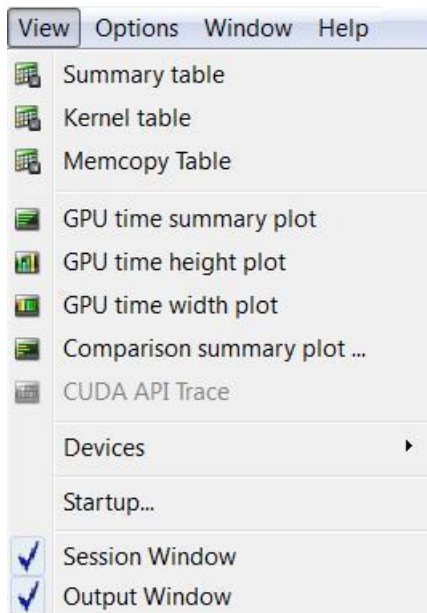 View Options Window Help
Summary table
Kernel table
Memcopy Table
GPU time summary plot
GPU time height plot
GPU time width plot
Comparison summary plot ...
CUDA API Trace
Devices
Startup...
Session Window
Output Window